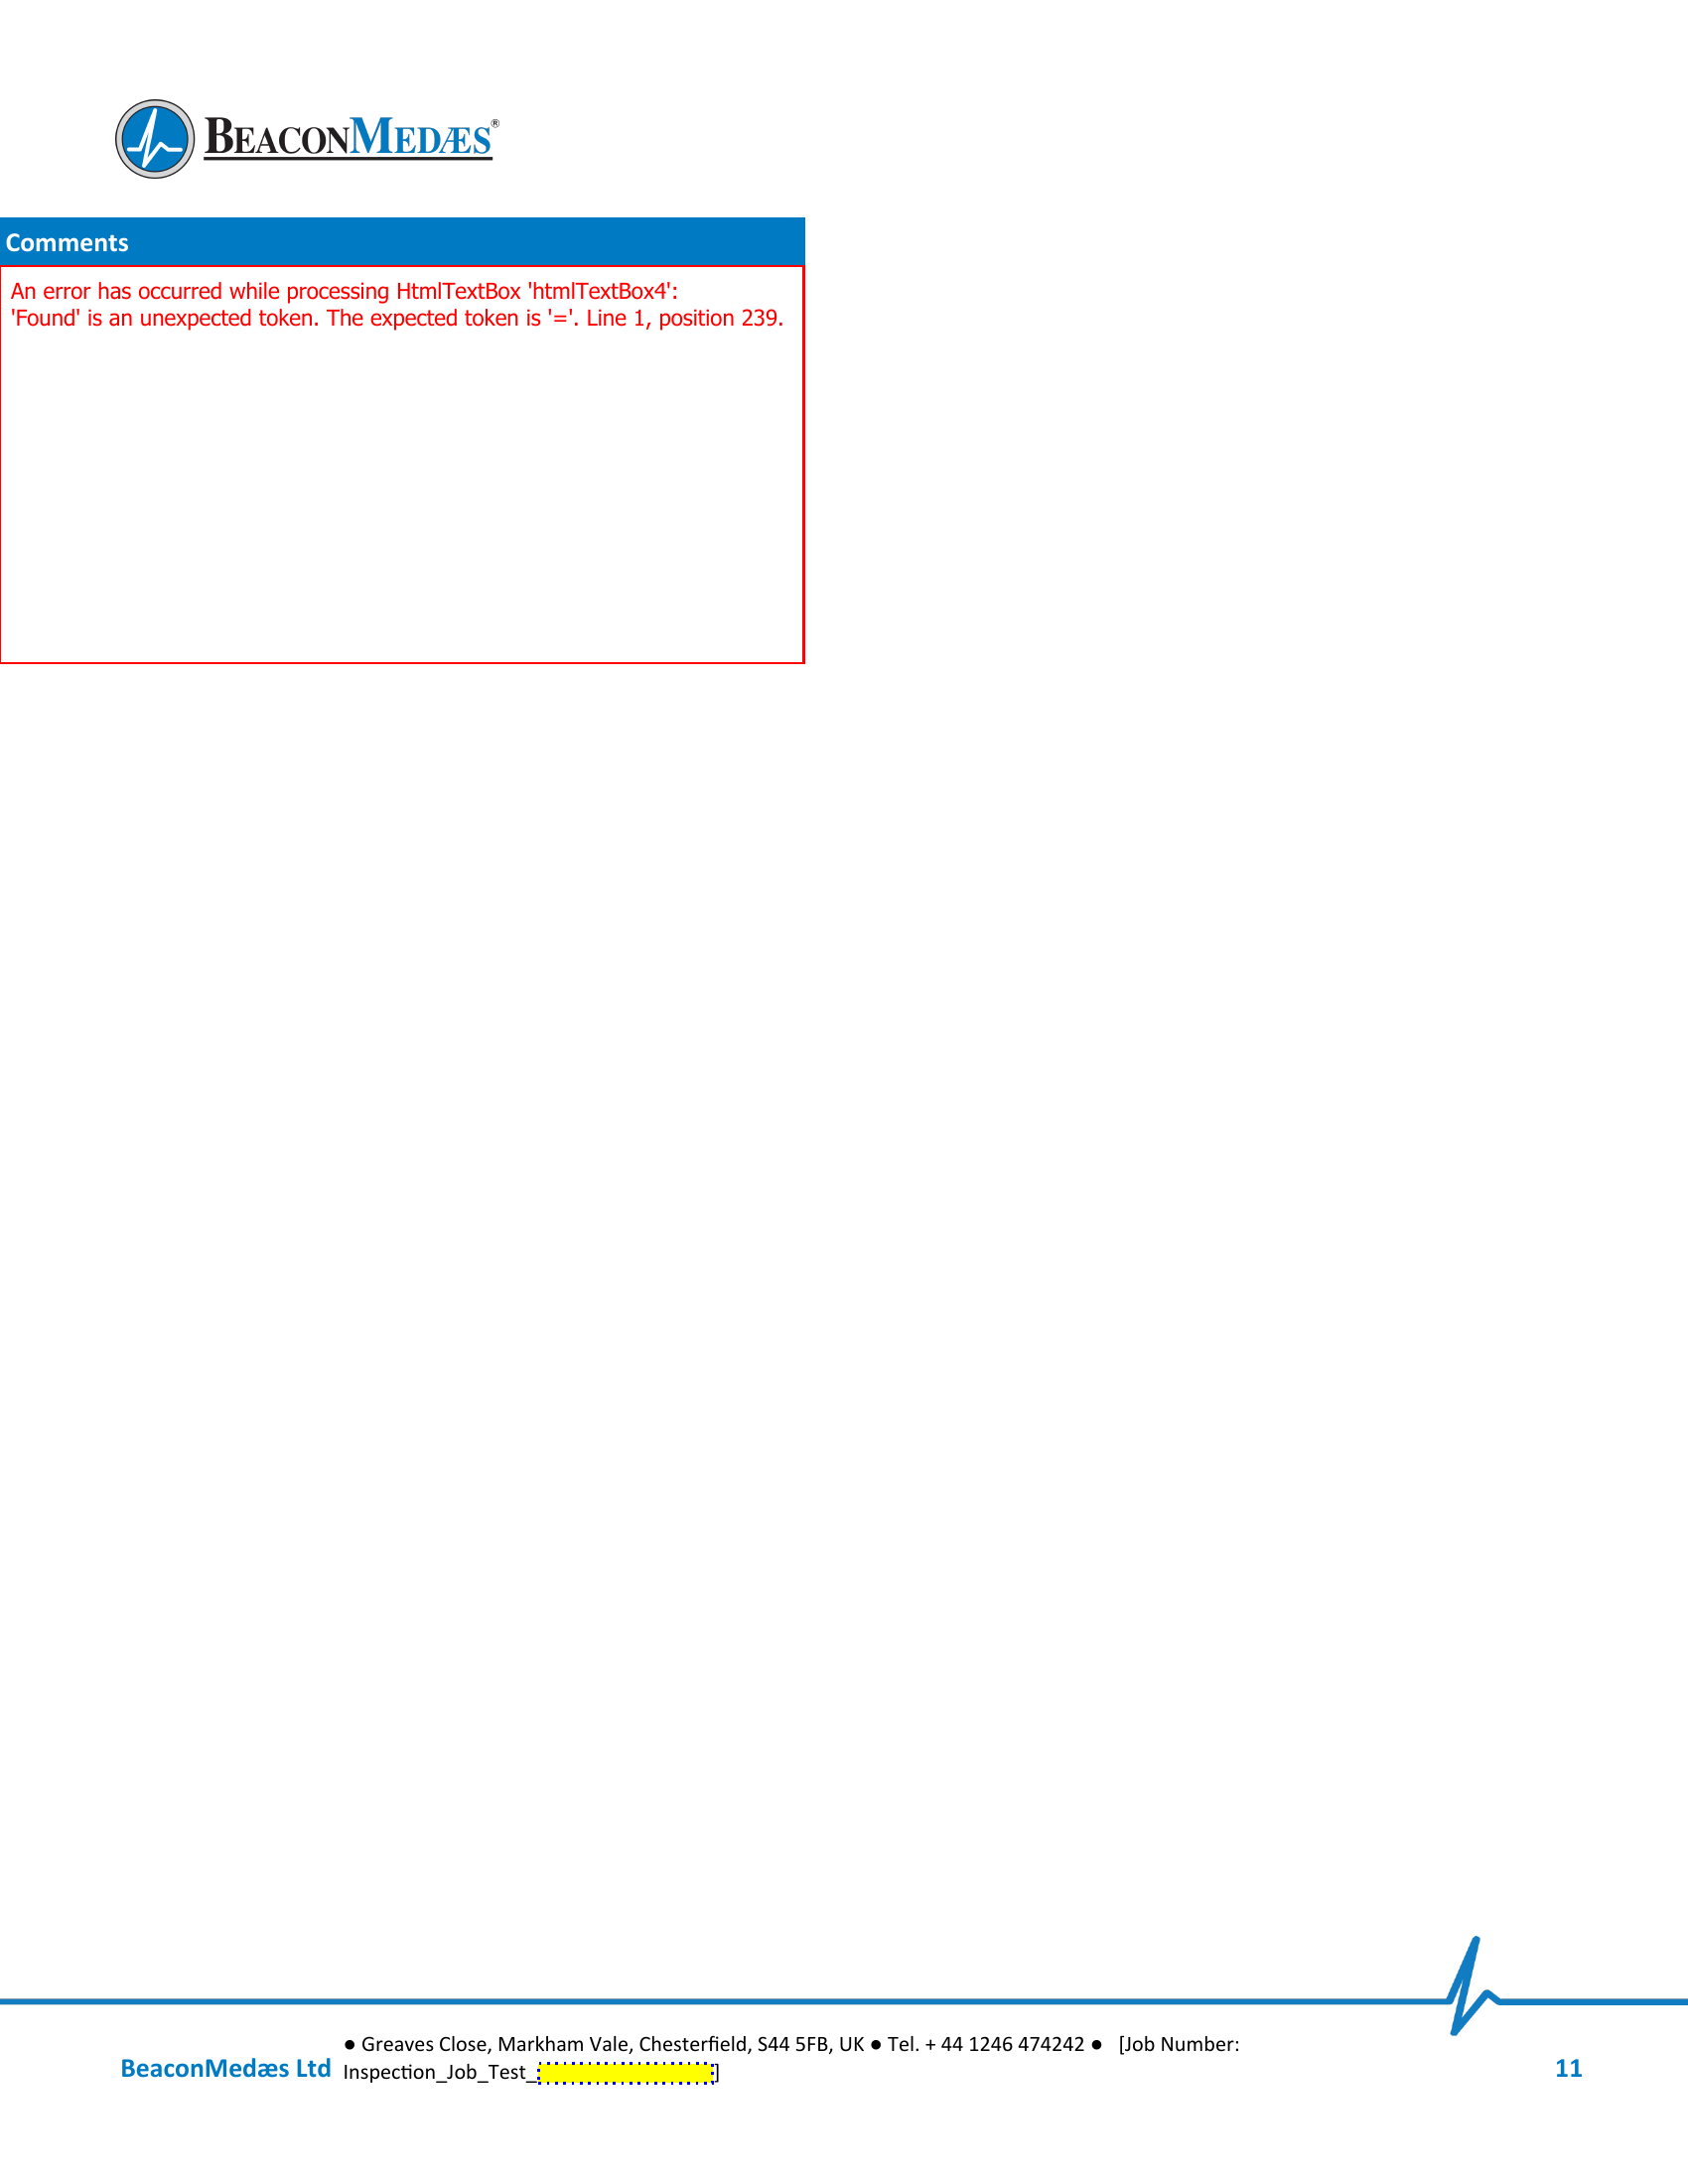 BEACONMEDÆS®
Comments
An error has occurred while processing HtmlTextBox 'htmlTextBox4':
'Found' is an unexpected token. The expected token is '='. Line 1, position 239.
● Greaves Close, Markham Vale, Chesterfield, S44 5FB, UK ● Tel. + 44 1246 474242 ● [Job Number:
BeaconMedæs Ltd Inspection_Job_Test_ ] 11